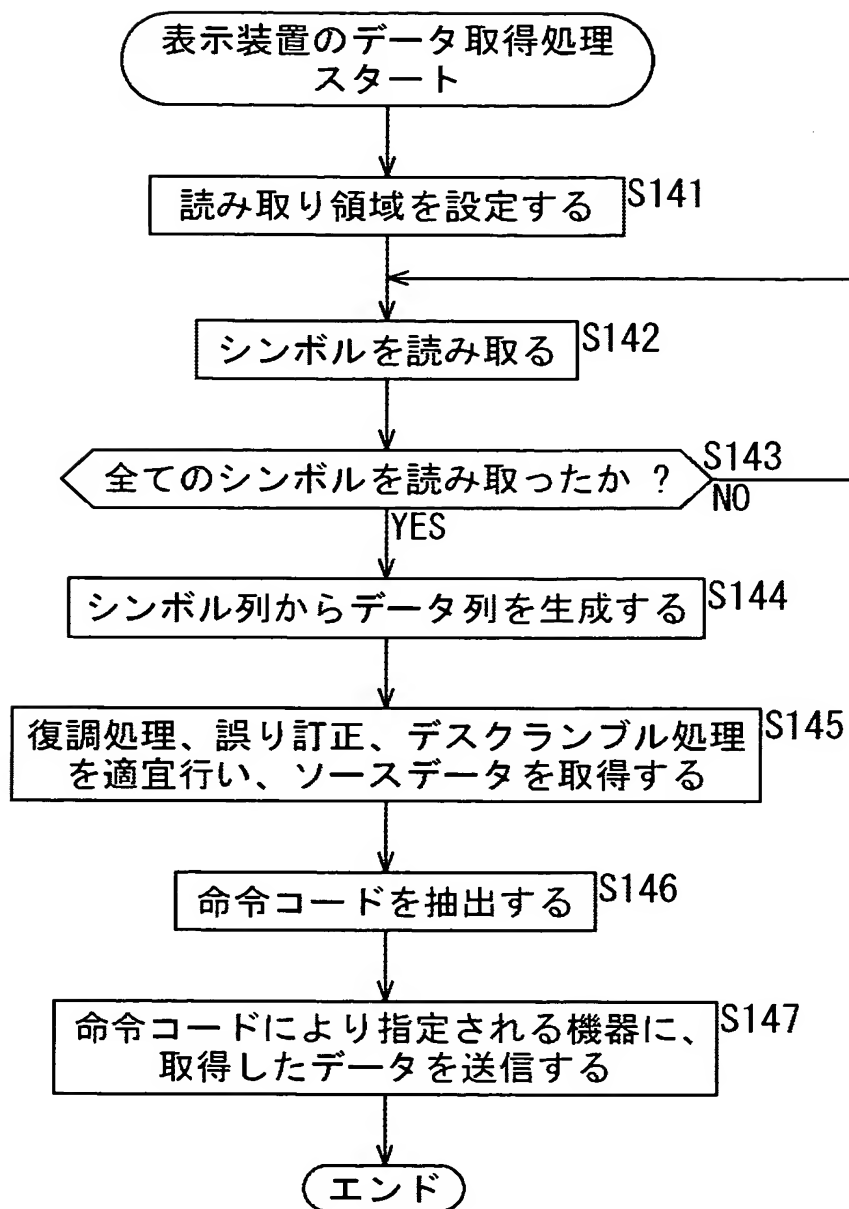 表示装置のデータ取得処理
スタート
読み取り領域を設定する
S141
シンボルを読み取る
S142
全てのシンボルを読み取ったか ?
S143
NO
YES
シンボル列からデータ列を生成する
S144
復調処理、誤り訂正、デスクランブル処理
を適宜行い、ソースデータを取得する
S145
命令コードを抽出する
S146
命令コードにより指定される機器に、
取得したデータを送信する
S147
エンド